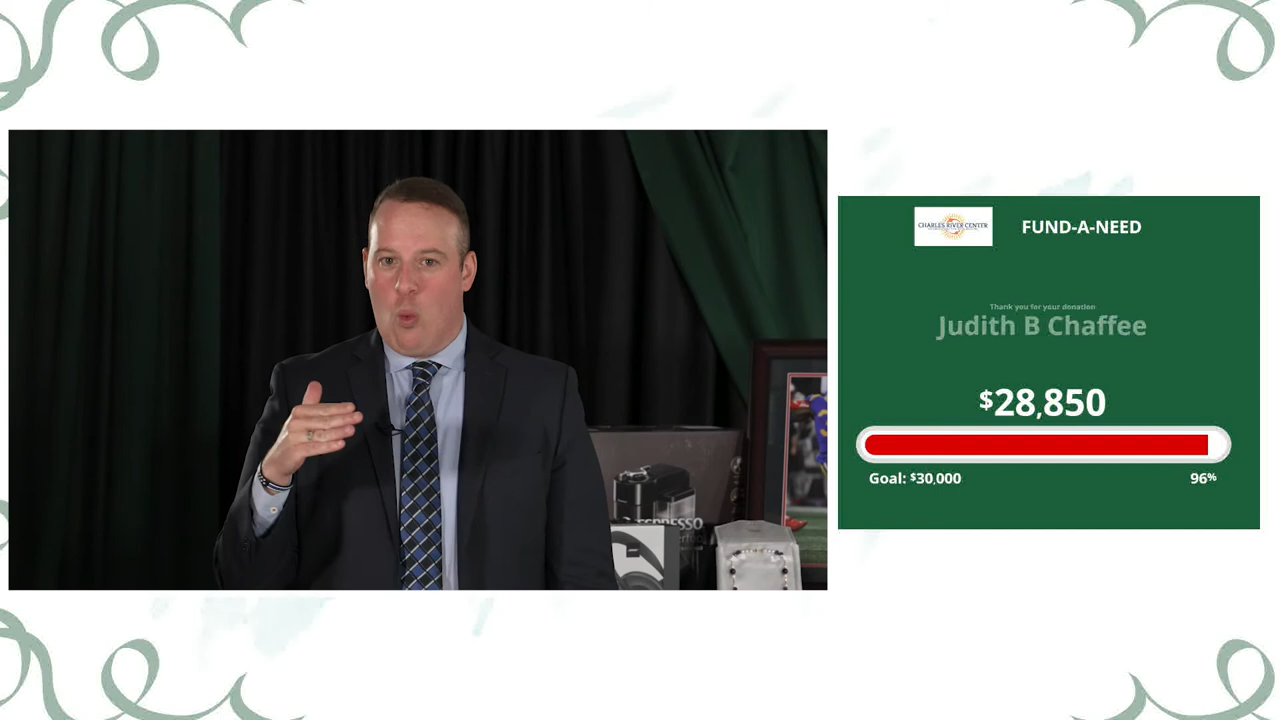 CHARLES RIVER CENTER
FUND-A-NEED
Thank you for your donation
Judith B Chaffee
$28,850
Goal: $30,000
96%
ESPRESSO